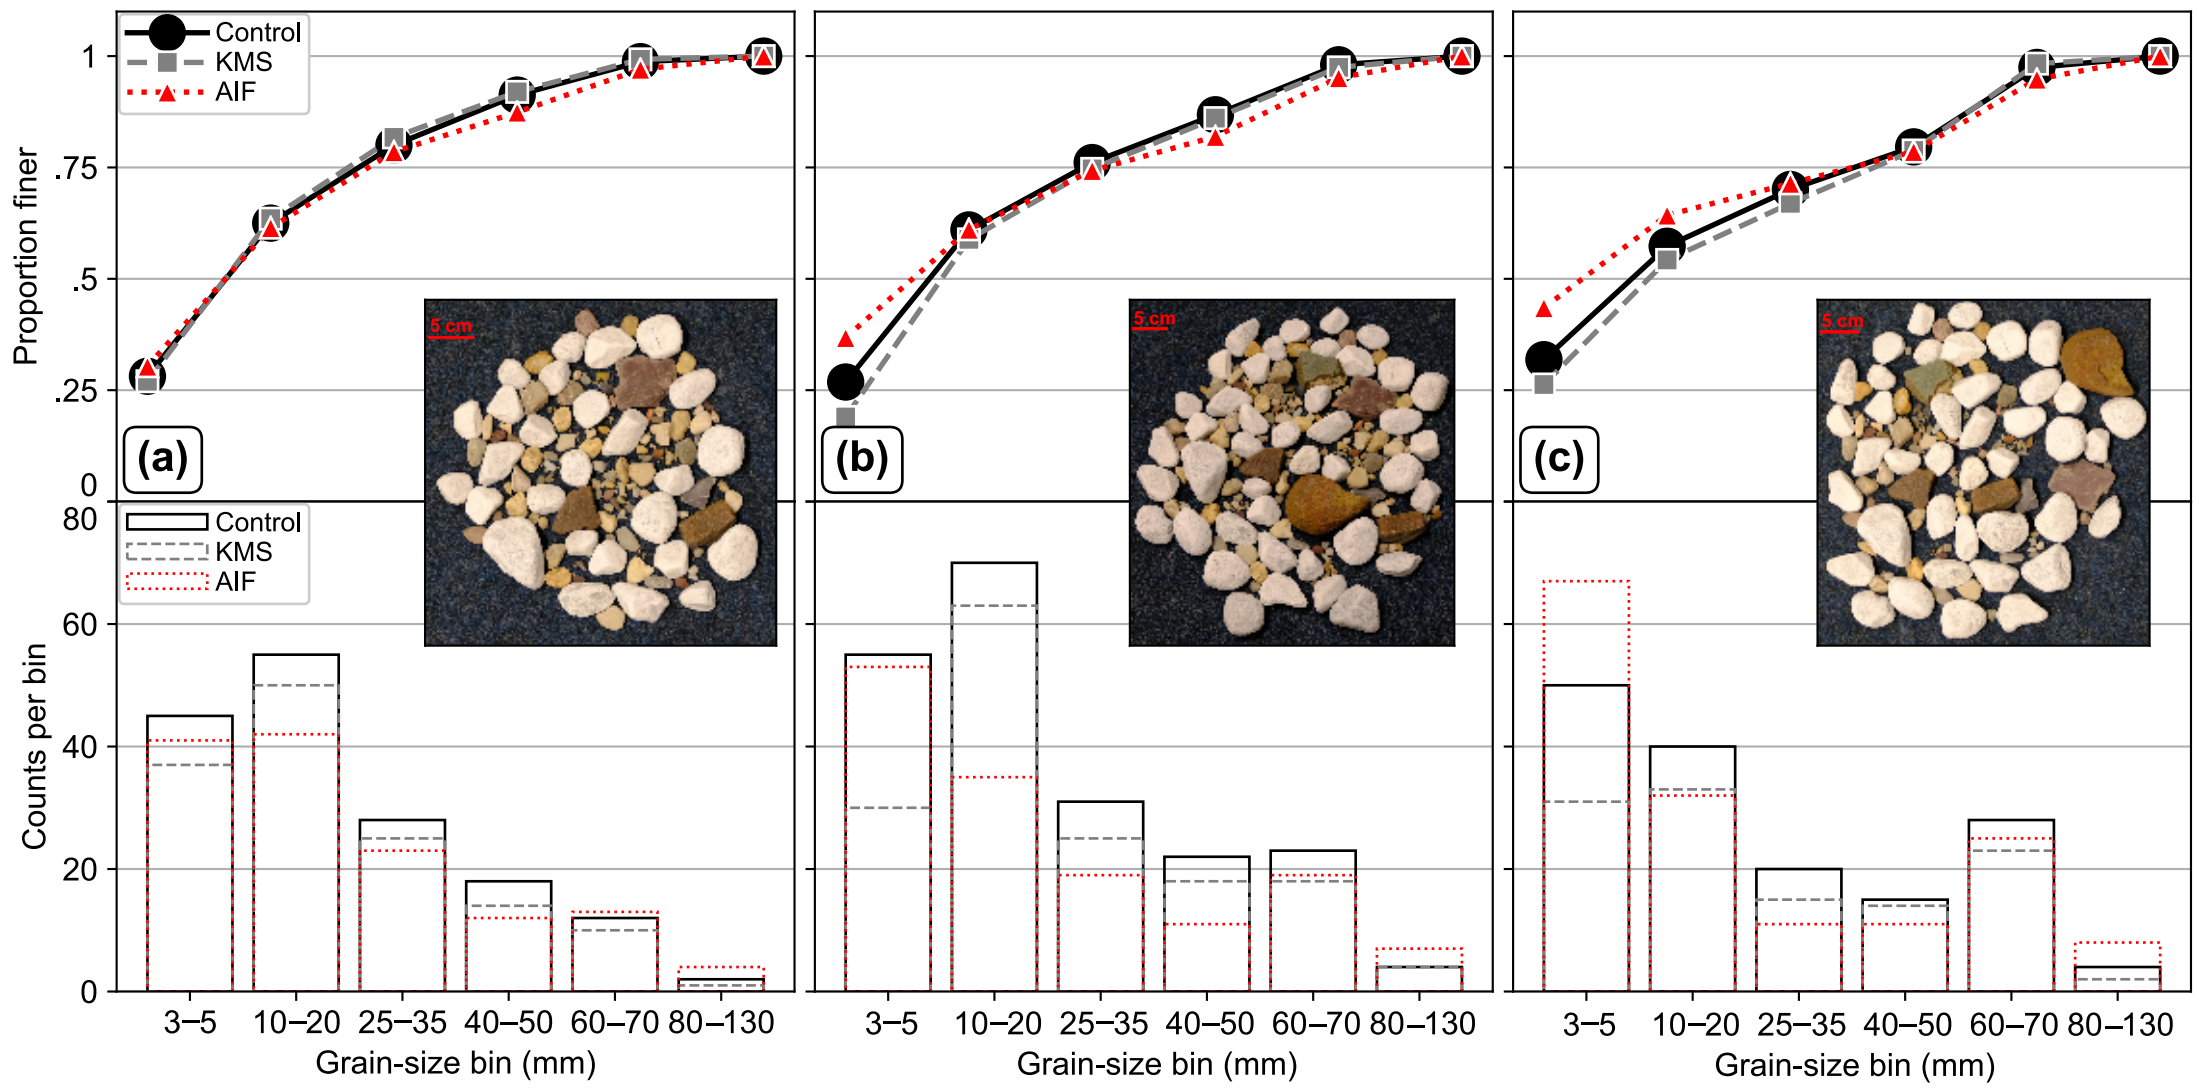 Control
KMS
AIF
1
.75
.5
.25
0
Proportion finer
5 cm
5 cm
5 cm
(a)
(b)
(c)
Control
KMS
AIF
80
60
40
20
0
Counts per bin
3–5 10–20 25–35 40–50 60–70 80–130
3–5 10–20 25–35 40–50 60–70 80–130
3–5 10–20 25–35 40–50 60–70 80–130
Grain-size bin (mm)
Grain-size bin (mm)
Grain-size bin (mm)